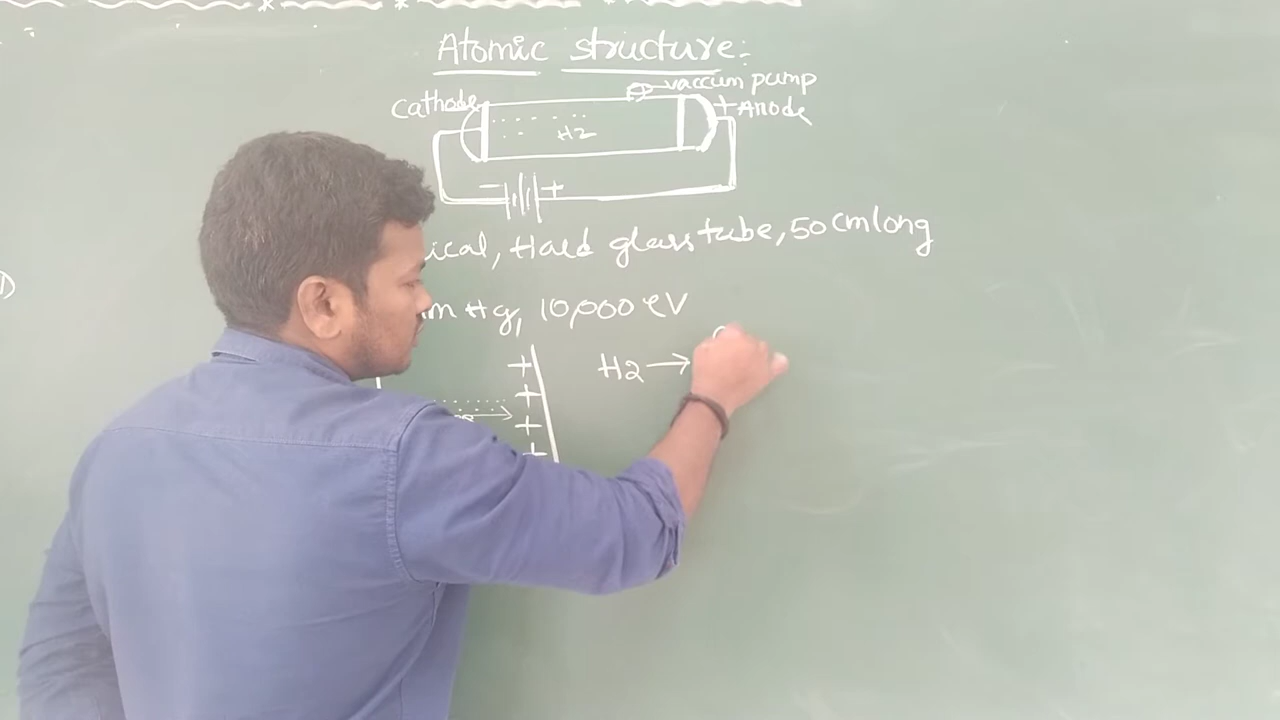 Atomic structure:-
vaccum pump
cathode
+ Anode
H2
- +
ical, Hard glass tube, 50 cm long
m Hg, 10,000 eV
H2 →
+
+
+
+